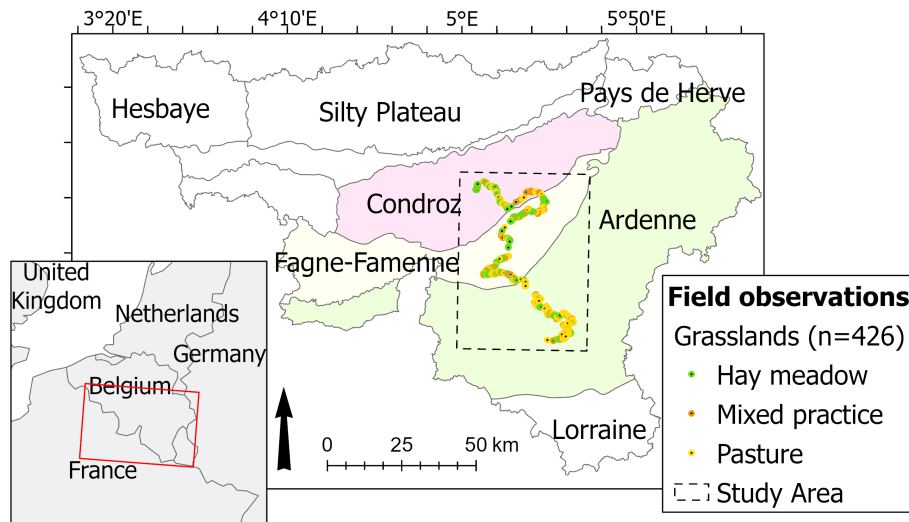 3°20'E 4°10'E 5°E 5°50'E
Hesbaye
Silty Plateau
Pays de Herve
Condroz
Ardenne
Fagne-Famenne
Lorraine
United
Kingdom
Netherlands
Germany
Belgium
France
0 25 50 km
Field observations
Grasslands (n=426)
Hay meadow
Mixed practice
Pasture
Study Area